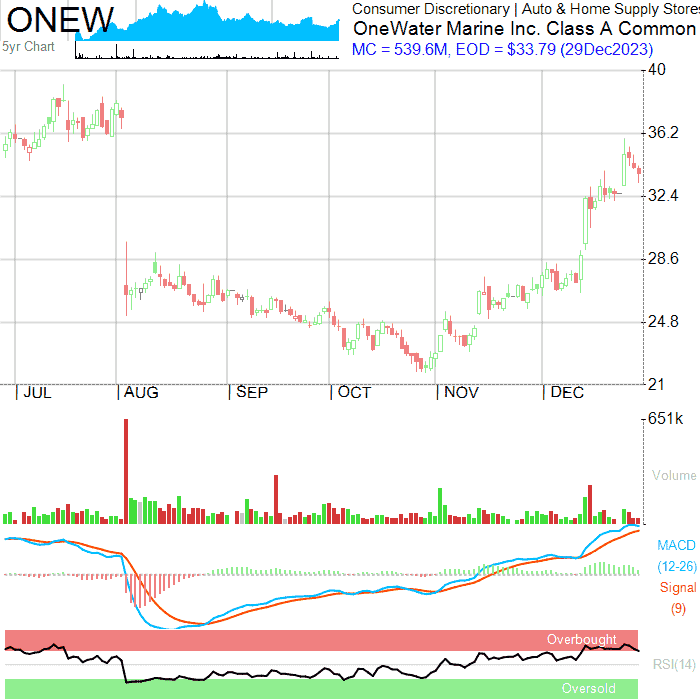 ONEW
5yr Chart
Consumer Discretionary | Auto & Home Supply Stores
OneWater Marine Inc. Class A Common
MC = 539.6M, EOD = $33.79 (29Dec2023)
40
36.2
32.4
28.6
24.8
21
| JUL | AUG | SEP | OCT | NOV | DEC
651k
Volume
MACD
(12-26)
Signal
(9)
Overbought
RSI(14)
Oversold